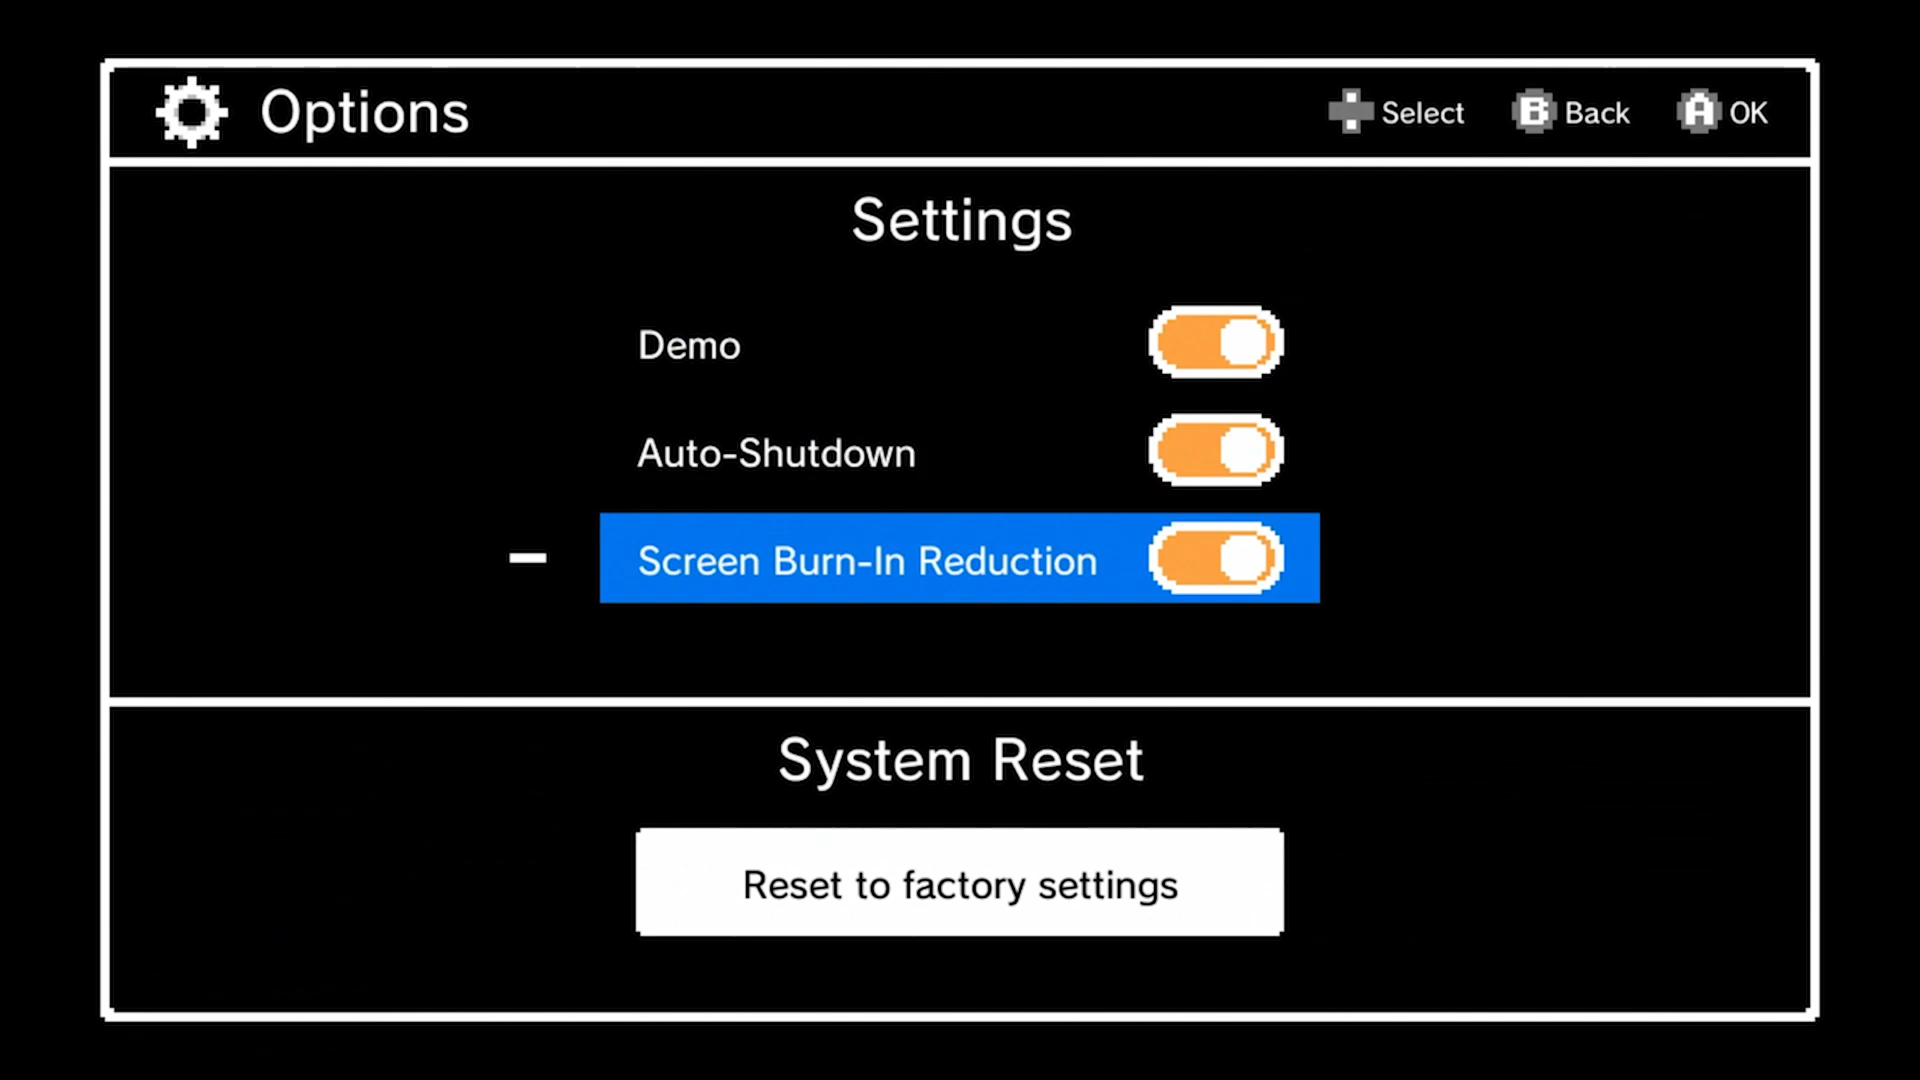 Options
Select B Back A OK
Settings
Demo
Auto-Shutdown
Screen Burn-In Reduction
System Reset
Reset to factory settings